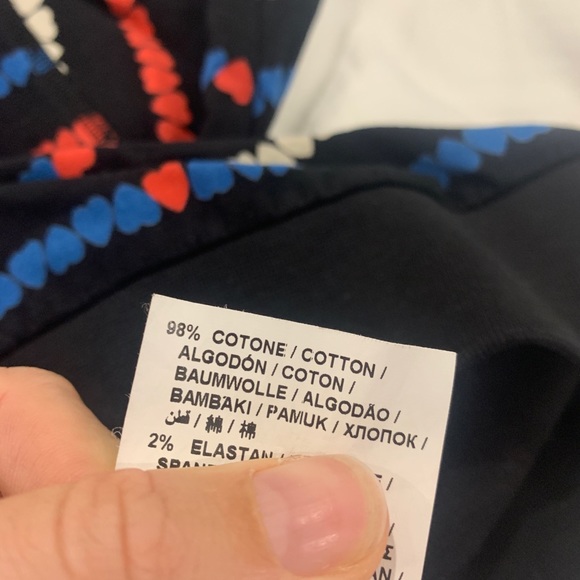 98% COTONE / COTTON /
ALGODÓN / COTON /
BAUMWOLLE / ALGODÃO /
BAMBAKI / PAMUK / ХЛОПОК /
قطن / 綿 / 棉
2% ELASTAN